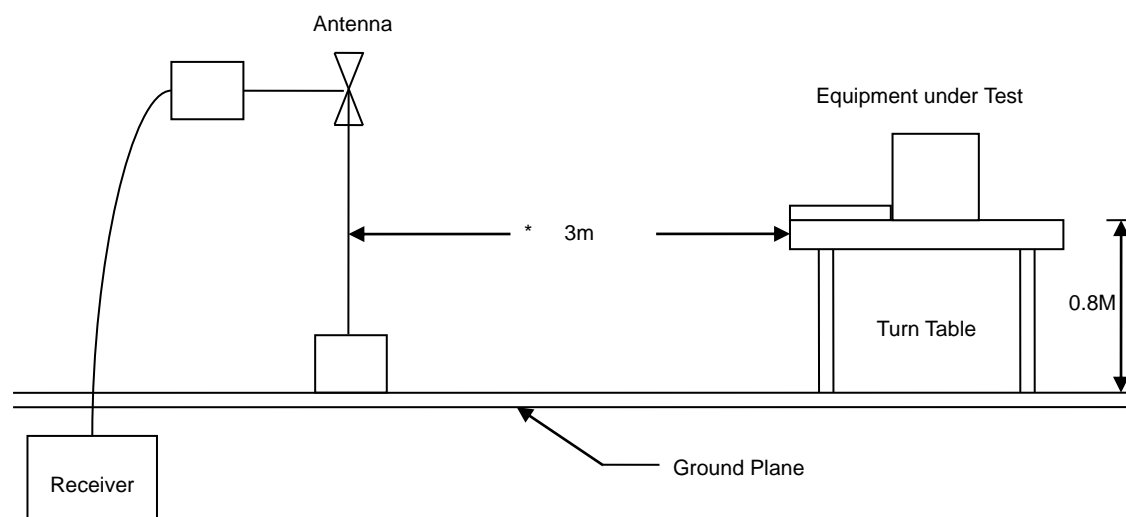 Antenna
Equipment under Test
* 3m
0.8M
Turn Table
Ground Plane
Receiver